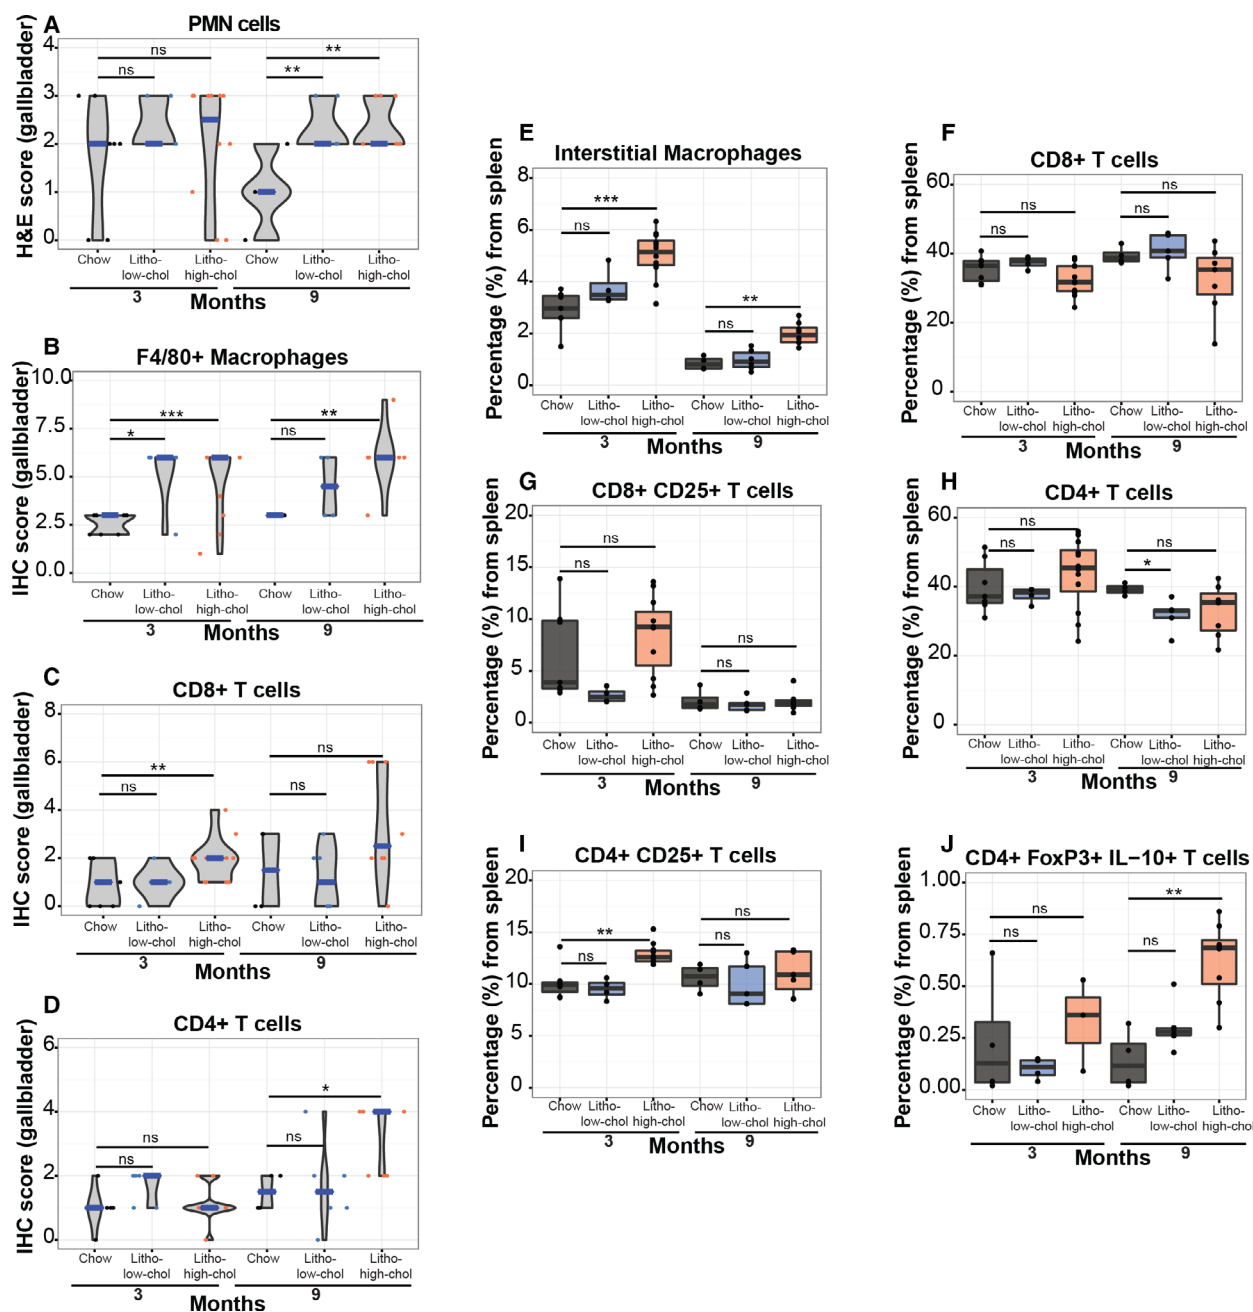 A
PMN cells
H&E score (gallbladder)
4
3
2
1
0
ns
ns
**
**
Chow
Litho-
low-chol
Litho-
high-chol
Chow
Litho-
low-chol
Litho-
high-chol
3
Months
9
B
F4/80+ Macrophages
IHC score (gallbladder)
10.0
7.5
5.0
2.5
0.0
***
*
**
ns
Chow
Litho-
low-chol
Litho-
high-chol
Chow
Litho-
low-chol
Litho-
high-chol
3
Months
9
C
CD8+ T cells
IHC score (gallbladder)
8
6
4
2
0
**
ns
ns
ns
Chow
Litho-
low-chol
Litho-
high-chol
Chow
Litho-
low-chol
Litho-
high-chol
3
Months
9
D
CD4+ T cells
IHC score (gallbladder)
6
4
2
0
ns
ns
*
ns
Chow
Litho-
low-chol
Litho-
high-chol
Chow
Litho-
low-chol
Litho-
high-chol
3
Months
9
E
Interstitial Macrophages
Percentage (%) from spleen
8
6
4
2
0
***
ns
**
ns
Chow
Litho-
low-chol
Litho-
high-chol
Chow
Litho-
low-chol
Litho-
high-chol
3
Months
9
F
CD8+ T cells
Percentage (%) from spleen
60
40
20
0
ns
ns
ns
ns
Chow
Litho-
low-chol
Litho-
high-chol
Chow
Litho-
low-chol
Litho-
high-chol
3
Months
9
G
CD8+ CD25+ T cells
Percentage (%) from spleen
20
15
10
5
0
ns
ns
ns
ns
Chow
Litho-
low-chol
Litho-
high-chol
Chow
Litho-
low-chol
Litho-
high-chol
3
Months
9
H
CD4+ T cells
Percentage (%) from spleen
60
40
20
0
ns
ns
ns
*
Chow
Litho-
low-chol
Litho-
high-chol
Chow
Litho-
low-chol
Litho-
high-chol
3
Months
9
I
CD4+ CD25+ T cells
Percentage (%) from spleen
20
15
10
5
0
**
ns
ns
ns
Chow
Litho-
low-chol
Litho-
high-chol
Chow
Litho-
low-chol
Litho-
high-chol
3
Months
9
J
CD4+ FoxP3+ IL−10+ T cells
Percentage (%) from spleen
1.00
0.75
0.50
0.25
0.00
ns
ns
**
ns
Chow
Litho-
low-chol
Litho-
high-chol
Chow
Litho-
low-chol
Litho-
high-chol
3
Months
9